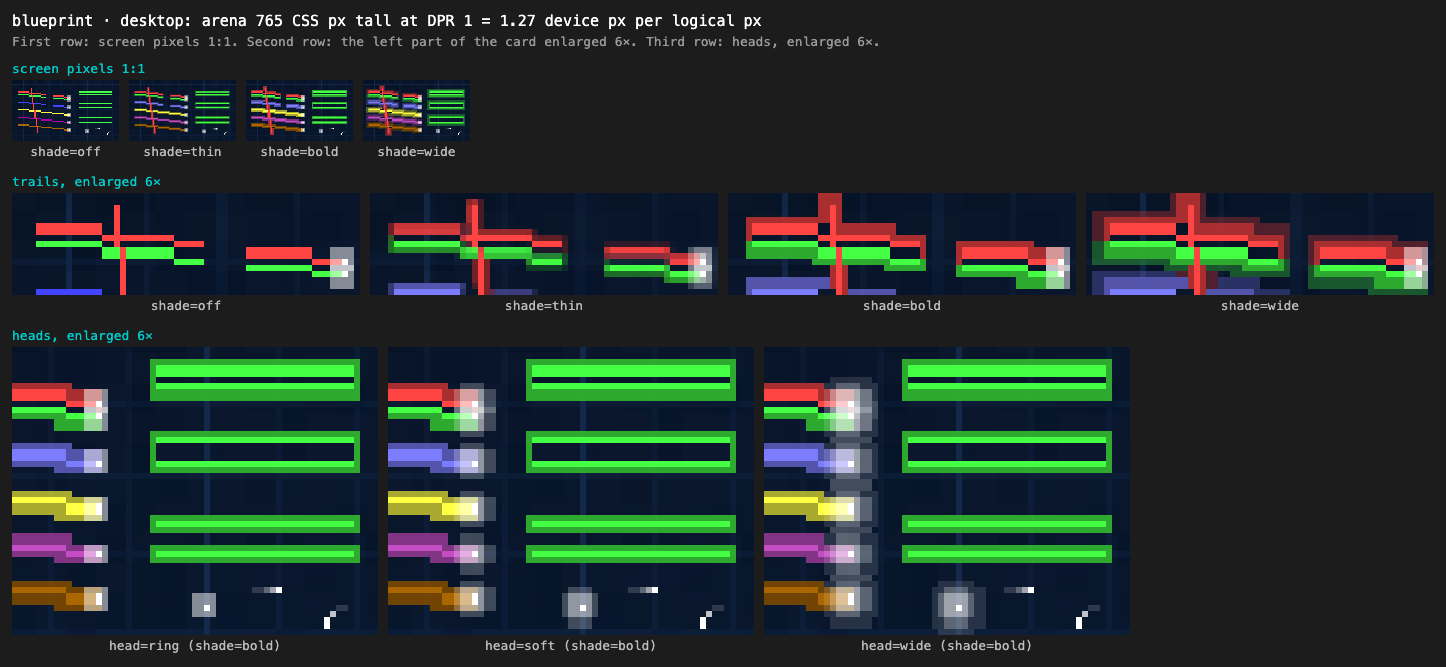 blueprint · desktop: arena 765 CSS px tall at DPR 1 = 1.27 device px per logical px
First row: screen pixels 1:1. Second row: the left part of the card enlarged 6×. Third row: heads, enlarged 6×.
screen pixels 1:1
shade=off shade=thin shade=bold shade=wide
trails, enlarged 6×
shade=off shade=thin shade=bold shade=wide
heads, enlarged 6×
head=ring (shade=bold) head=soft (shade=bold) head=wide (shade=bold)